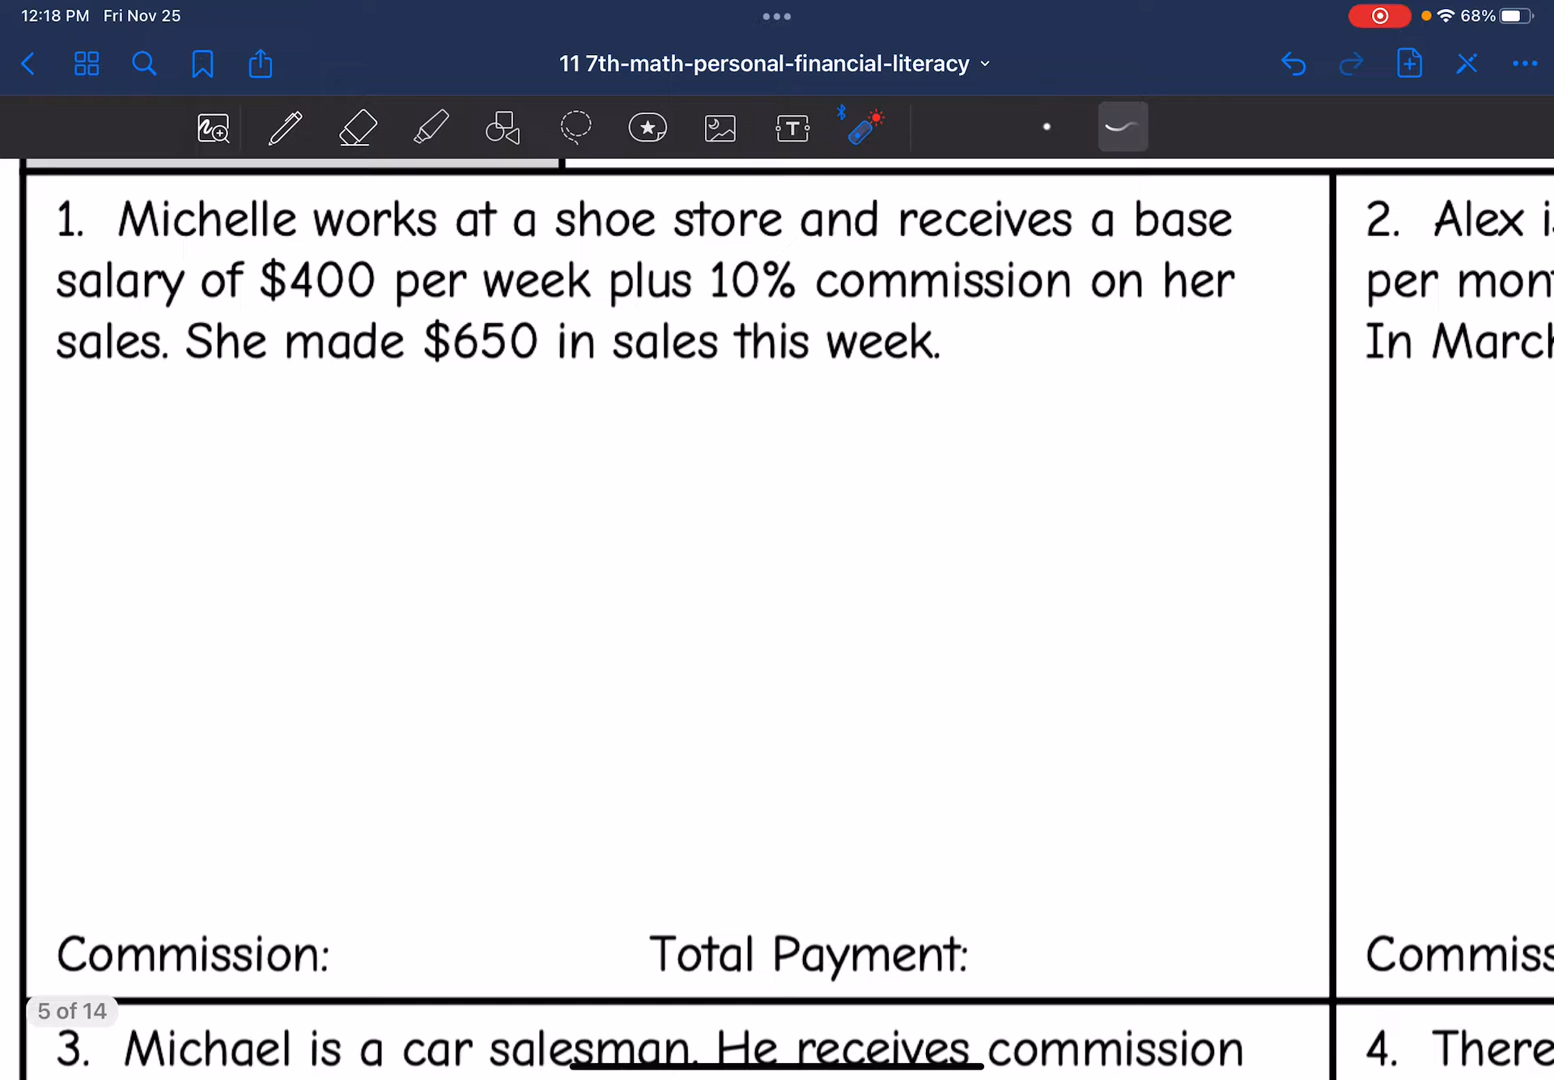 12:18 PM Fri Nov 25
68%
11 7th-math-personal-financial-literacy
T
1. Michelle works at a shoe store and receives a base
salary of $400 per week plus 10% commission on her
sales. She made $650 in sales this week.
Commission:
Total Payment:
2. Alex
per
In
5 of 14
3. Michael is a car salesman. He receives commission
4. There